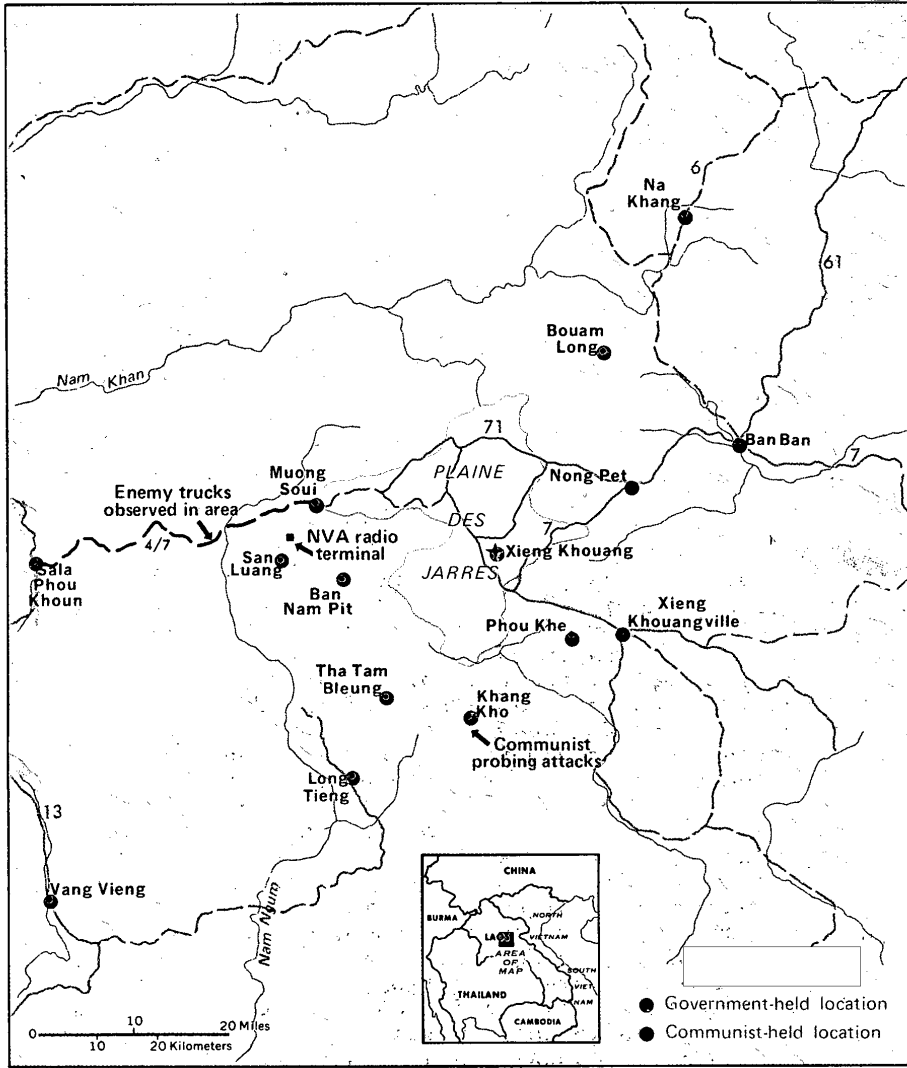 6
Na
Khang
61
Bouam
Long
Nam Khan
71
Ban Ban
7
PLAINE
Muong
Soui
Nong Pet
Enemy trucks
observed in area
DES
7
NVA radio
terminal
4/7
Xieng Khouang
San
Luang
Sala
Phou
Khoun
JARRES
Ban
Nam Pit
Xieng
Khouangville
Phou Khe
Tha Tam
Bleung
Khang
Kho
Communist
probing attacks
Long
Tieng
13
Vang Vieng
Nam Ngum
CHINA
BURMA
NORTH
VIETNAM
LAOS
AREA
OF
MAP
SOUTH
VIET
NAM
THAILAND
CAMBODIA
Government-held location
Communist-held location
0 10 20 Miles
10 20 Kilometers